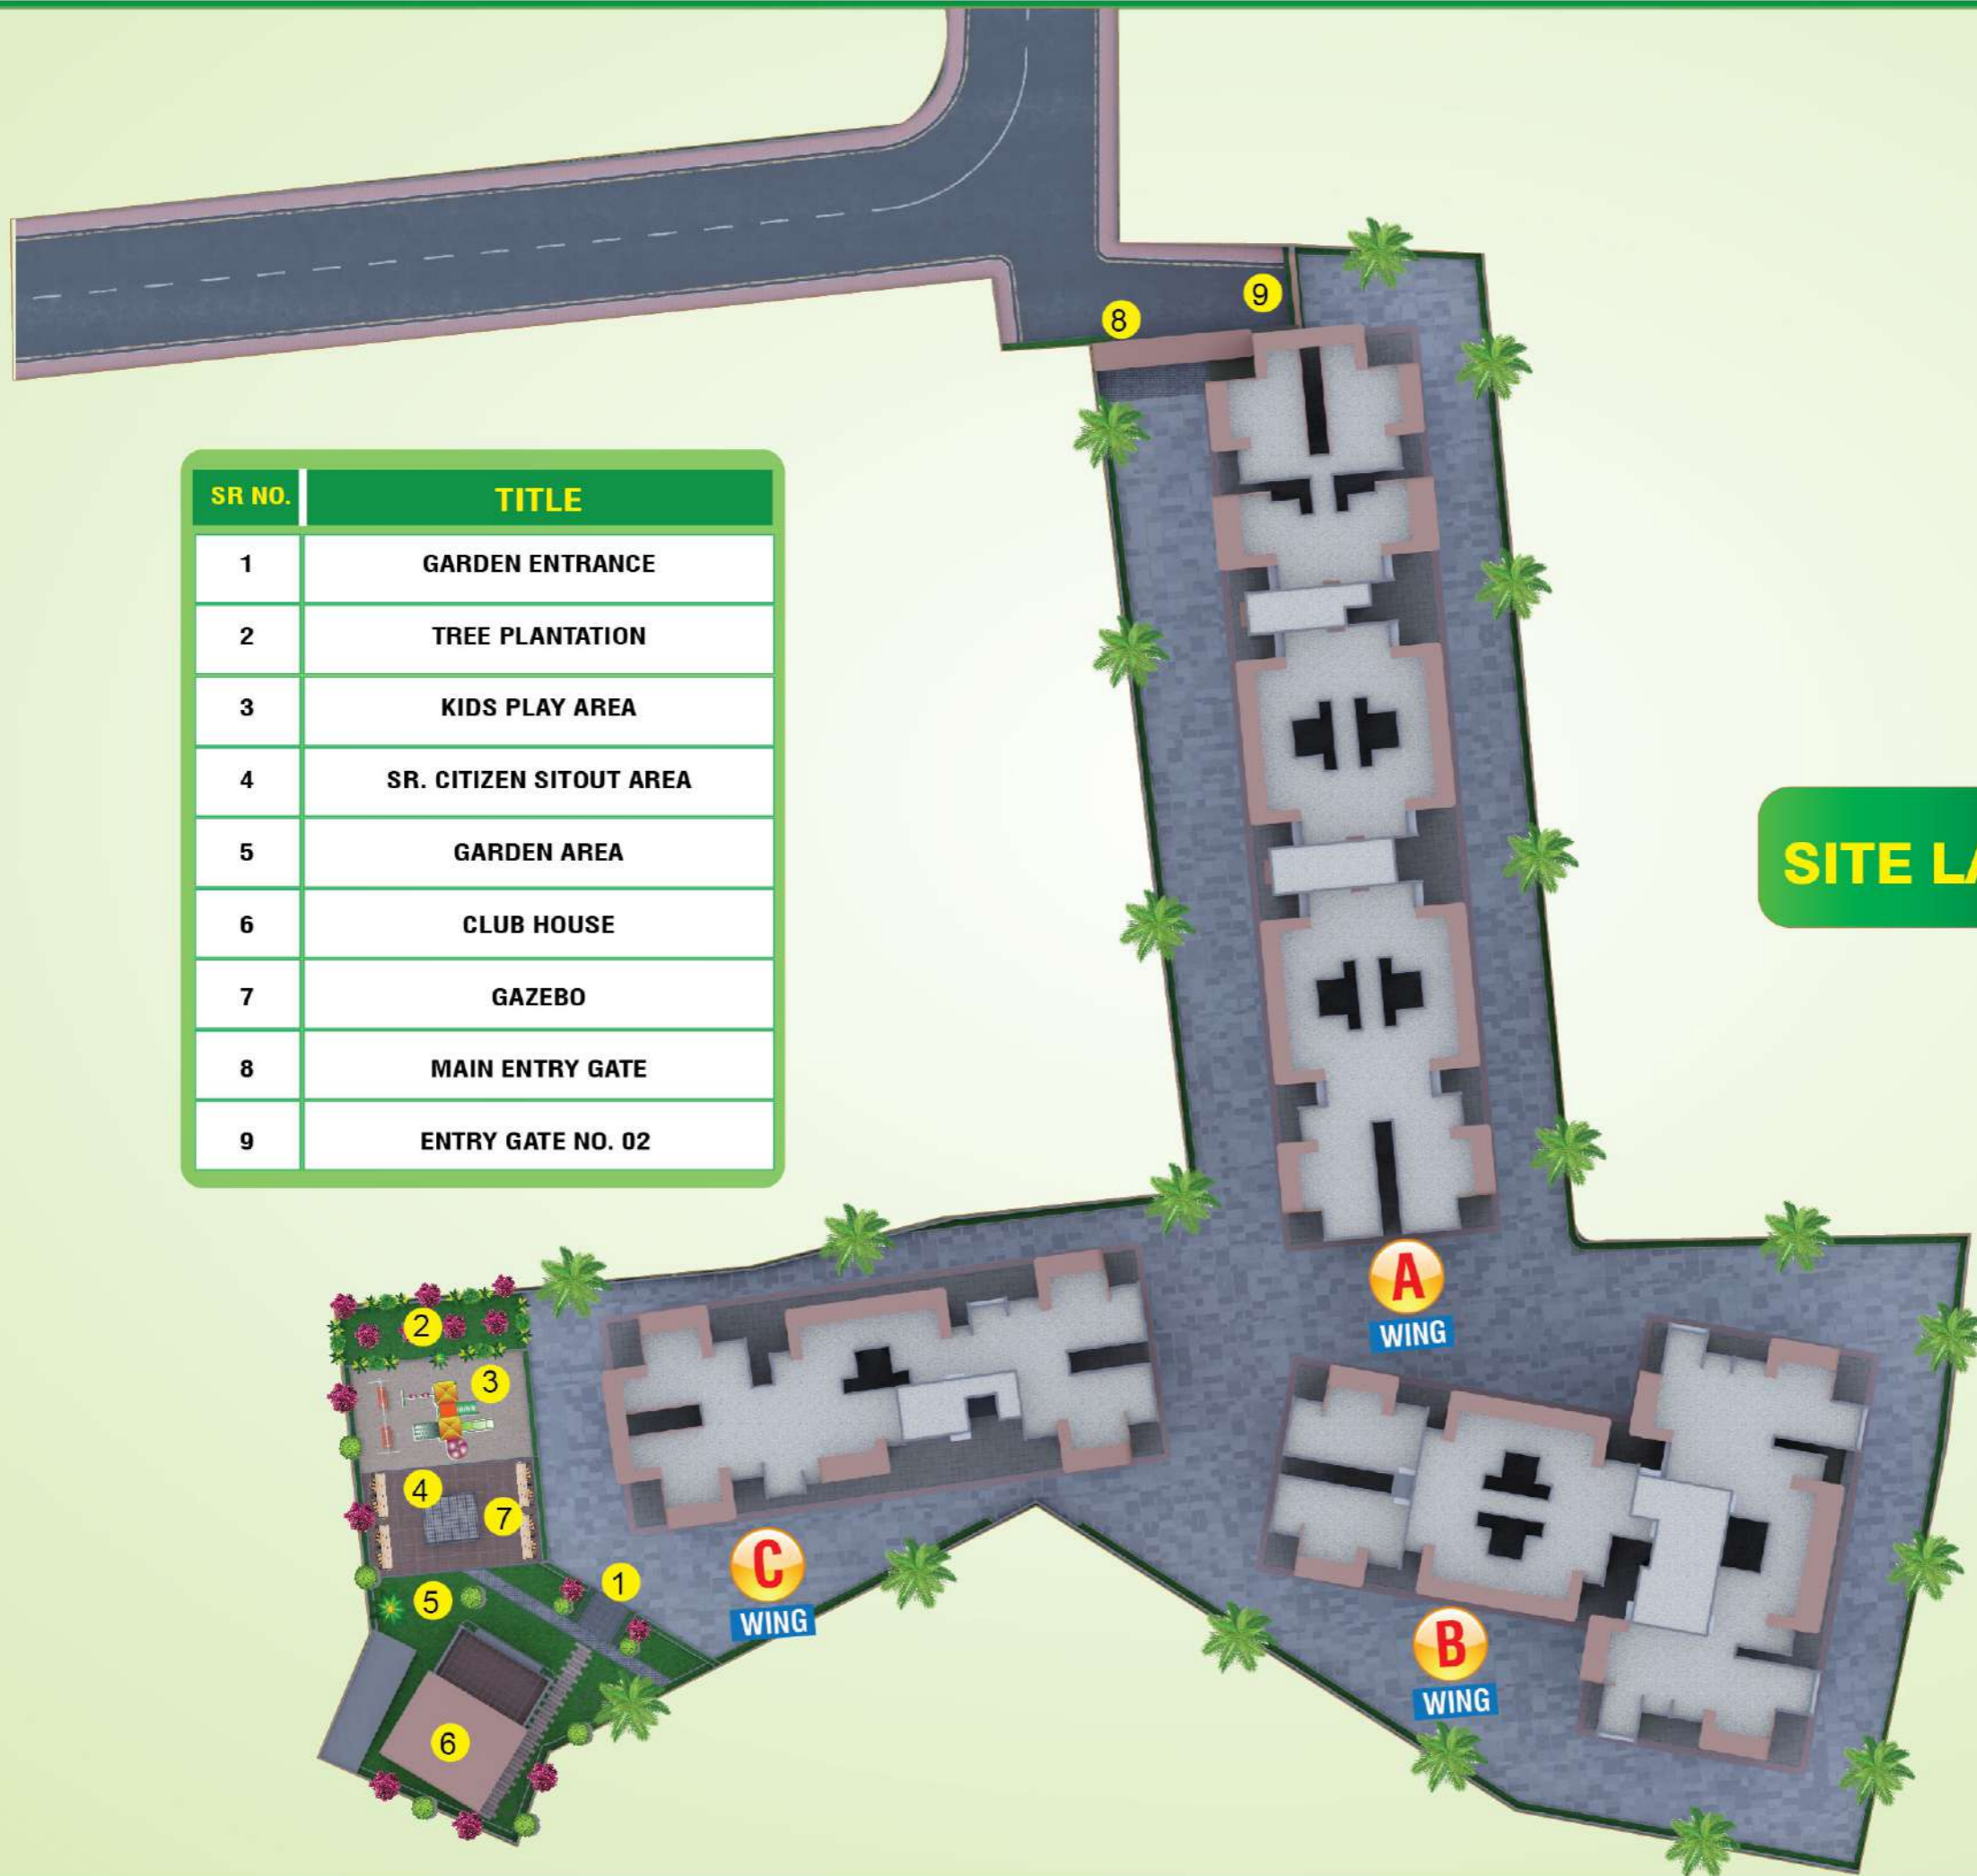 8
9
SR NO. TITLE
1 GARDEN ENTRANCE
2 TREE PLANTATION
3 KIDS PLAY AREA
4 SR. CITIZEN SITOUT AREA
5 GARDEN AREA
6 CLUB HOUSE
7 GAZEBO
8 MAIN ENTRY GATE
9 ENTRY GATE NO. 02
SITE LA
A
WING
2
3
4
7
1
5
6
C
WING
B
WING